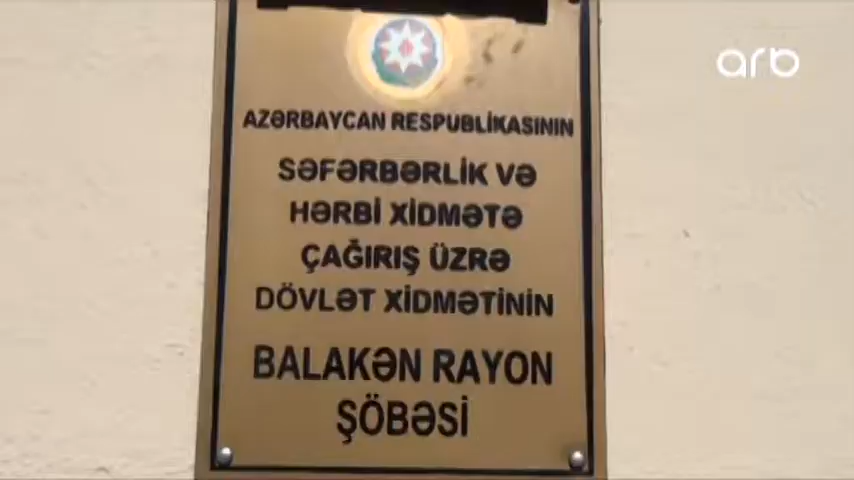 arb
AZƏRBAYCAN RESPUBLİKASININ
SƏFƏRBƏRLİK VƏ
HƏRBİ XİDMƏTƏ
ÇAĞIRIŞ ÜZRƏ
DÖVLƏT XİDMƏTİNİN
BALAKƏN RAYON
ŞÖBƏSİ